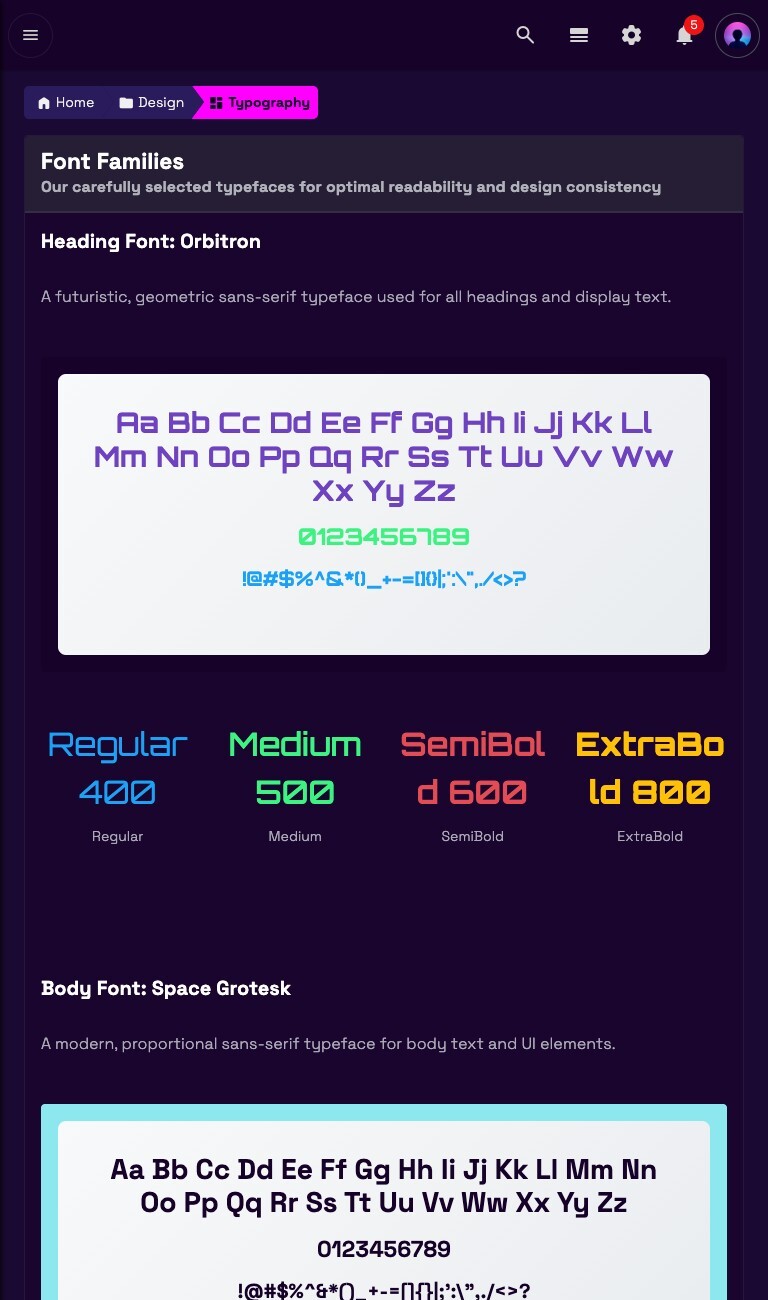 5
Home Design Typography
Font Families
Our carefully selected typefaces for optimal readability and design consistency
Heading Font: Orbitron
A futuristic, geometric sans-serif typeface used for all headings and display text.
Aa Bb Cc Dd Ee Ff Gg Hh Ii Jj Kk Ll
Mm Nn Oo Pp Qq Rr Ss Tt Uu Vv Ww
Xx Yy Zz
0123456789
!@#$%^&*()_+-=[]{}|;':\",./<>?
Regular
400
Regular
Medium
500
Medium
SemiBol
d 600
SemiBold
ExtraBo
ld 800
ExtraBold
Body Font: Space Grotesk
A modern, proportional sans-serif typeface for body text and UI elements.
Aa Bb Cc Dd Ee Ff Gg Hh Ii Jj Kk Ll Mm Nn
Oo Pp Qq Rr Ss Tt Uu Vv Ww Xx Yy Zz
0123456789
!@#$%^&*()_+-=[]{}|;':\",./<>?